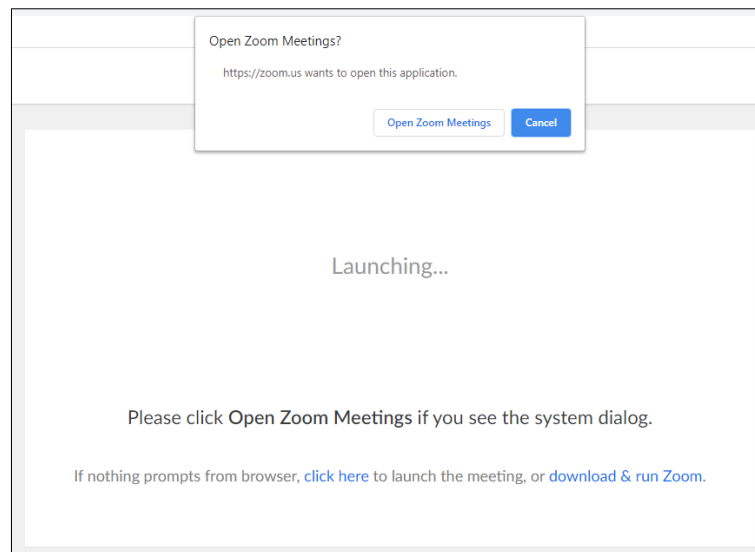 Open Zoom Meetings?
https://zoom.us wants to open this application.
Open Zoom Meetings Cancel
Launching...
Please click Open Zoom Meetings if you see the system dialog.
If nothing prompts from browser, click here to launch the meeting, or download & run Zoom.